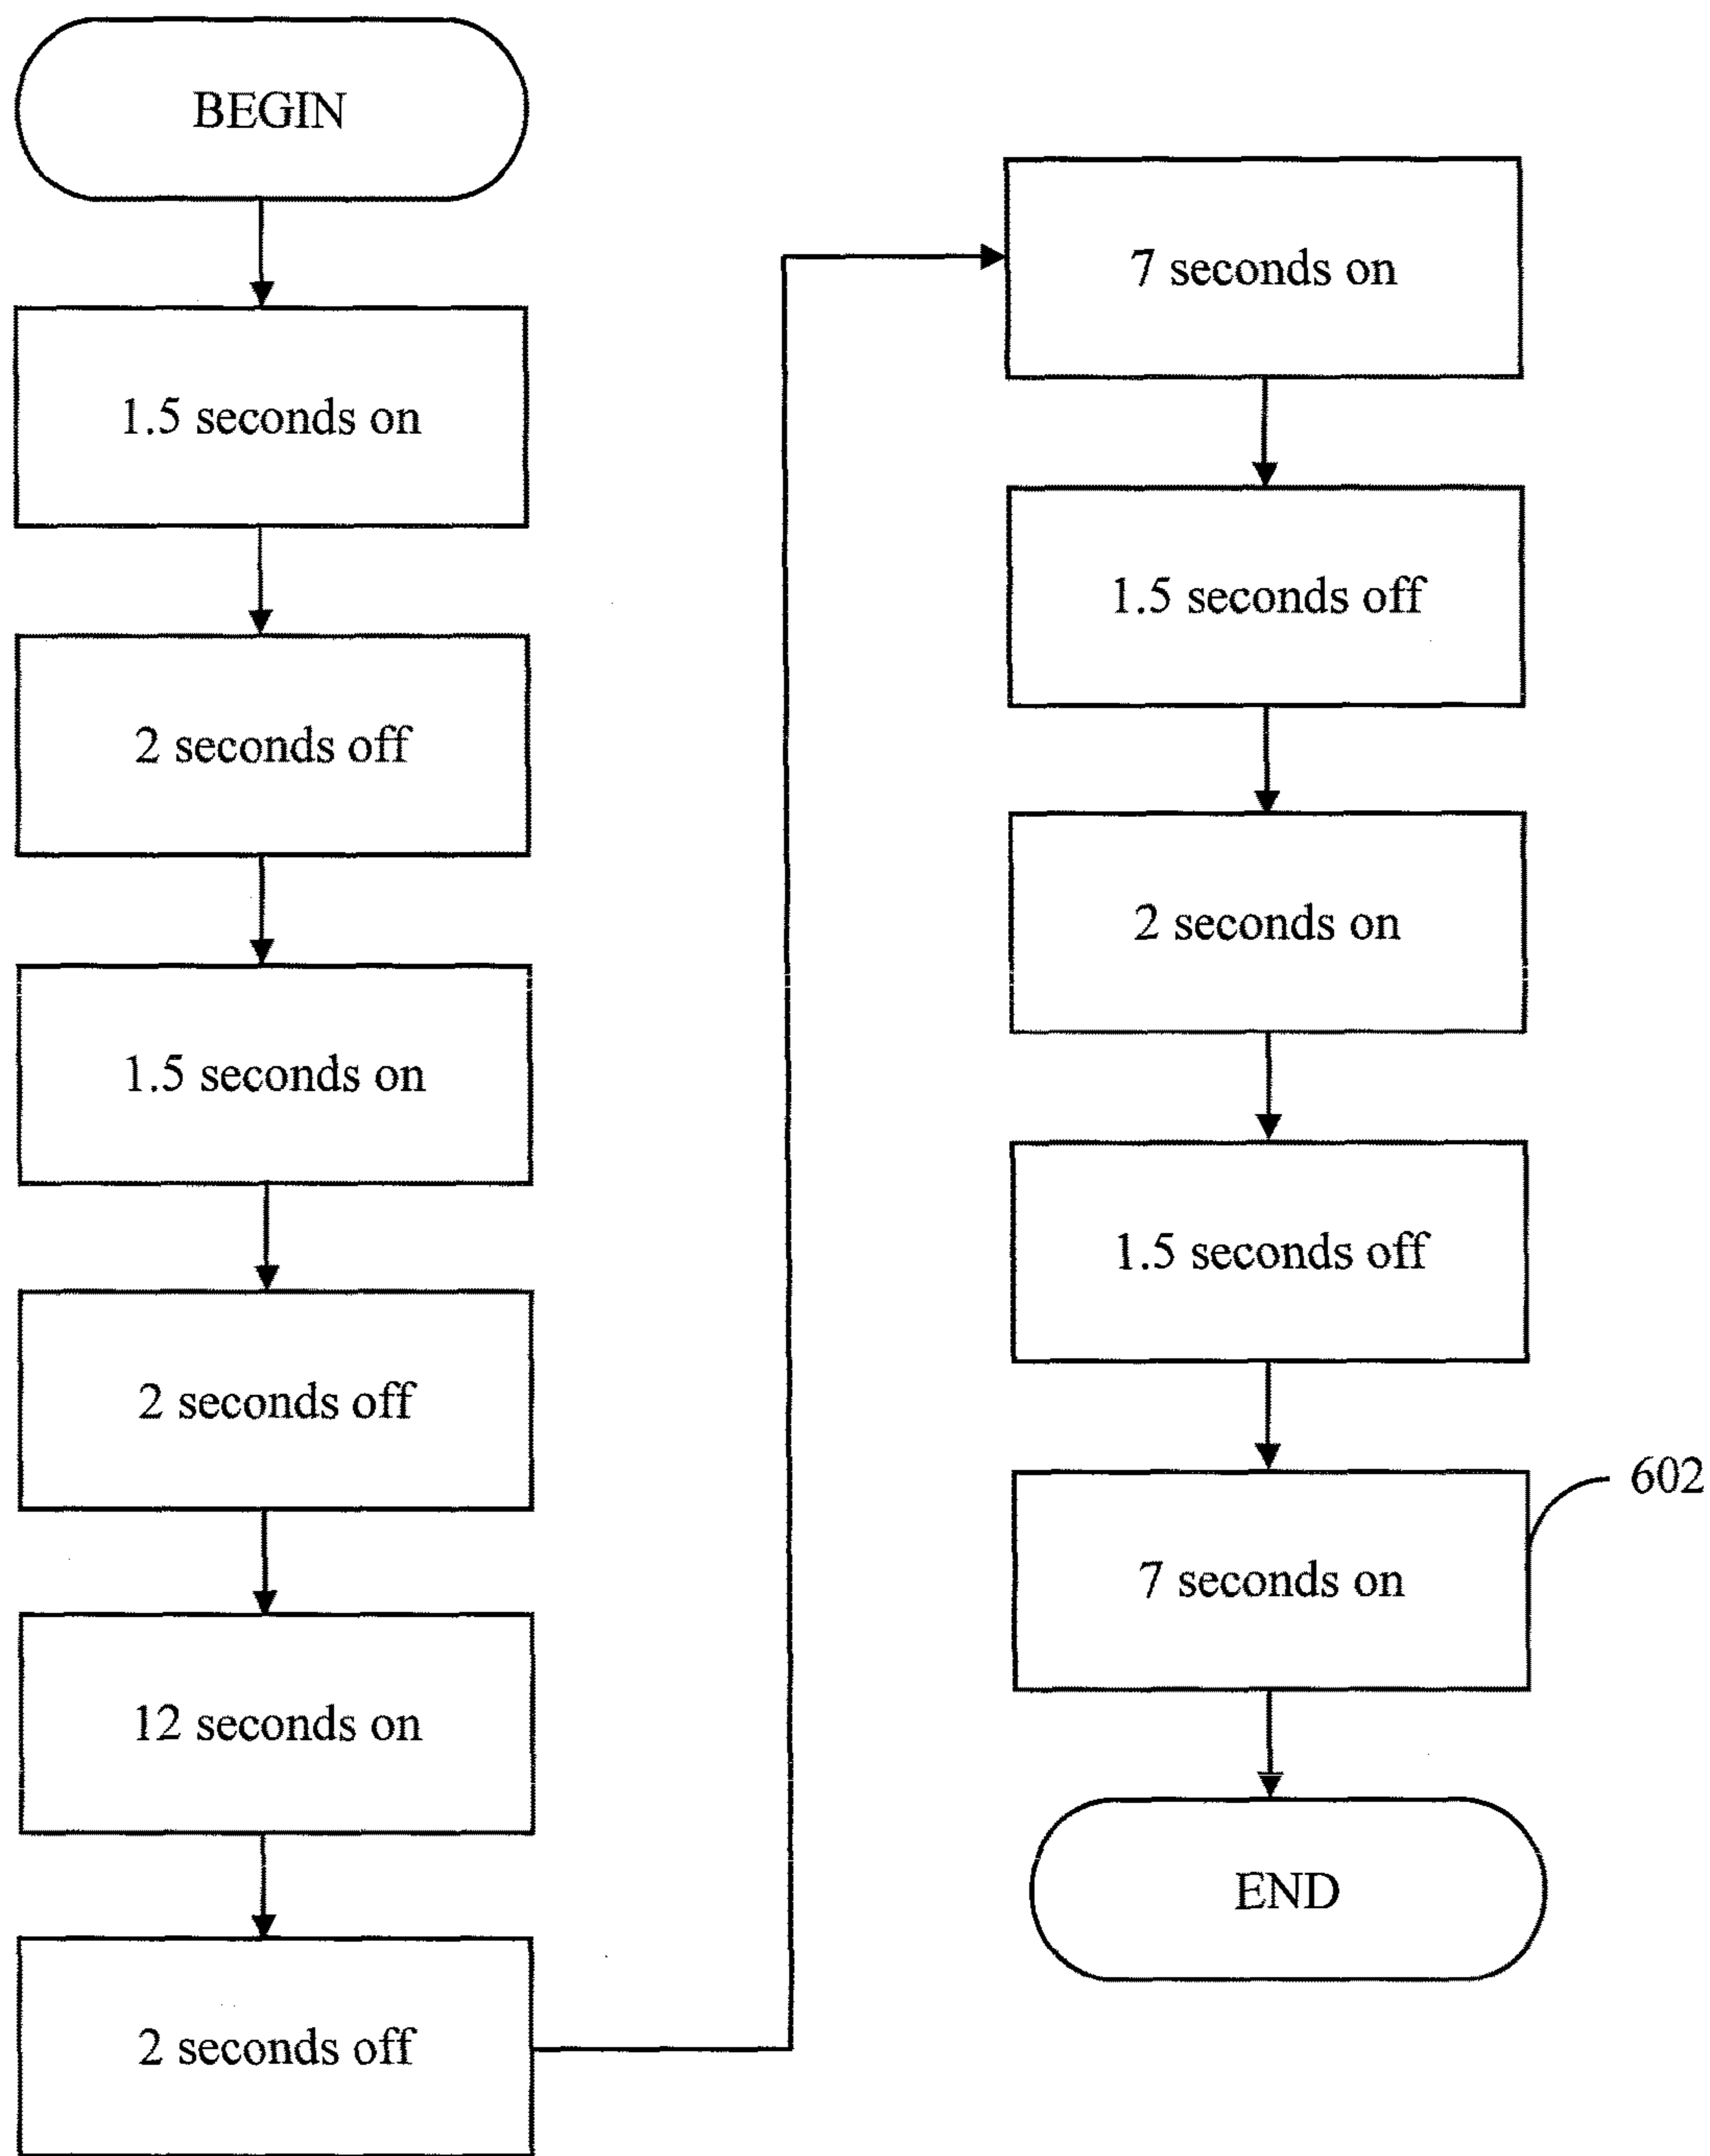 BEGIN
1.5 seconds on
2 seconds off
1.5 seconds on
2 seconds off
12 seconds on
2 seconds off
7 seconds on
1.5 seconds off
2 seconds on
1.5 seconds off
7 seconds on
602
END